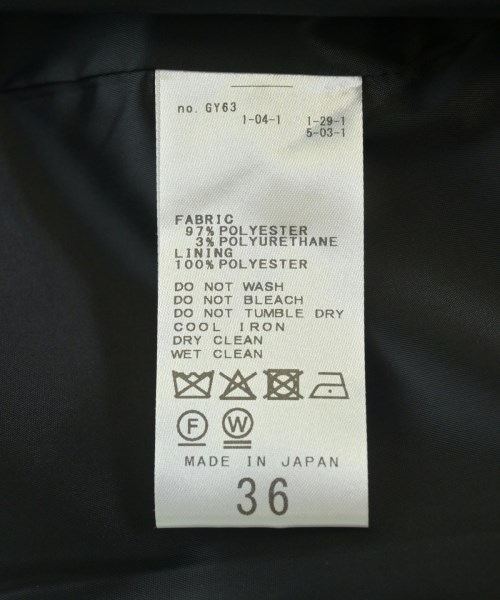 no. GY63
1-04-1 1-29-1
5-03-1
FABRIC
97% POLYESTER
3% POLYURETHANE
LINING
100% POLYESTER
DO NOT WASH
DO NOT BLEACH
DO NOT TUMBLE DRY
COOL IRON
DRY CLEAN
WET CLEAN
F W
MADE IN JAPAN
36